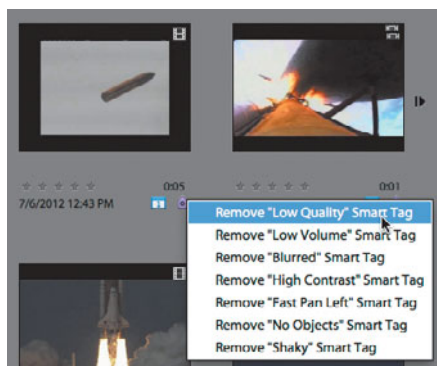 0:05
0:01
7/6/2012 12:43 PM
Remove "Low Quality" Smart Tag
Remove "Low Volume" Smart Tag
Remove "Blurred" Smart Tag
Remove "High Contrast" Smart Tag
Remove "Fast Pan Left" Smart Tag
Remove "No Objects" Smart Tag
Remove "Shaky" Smart Tag